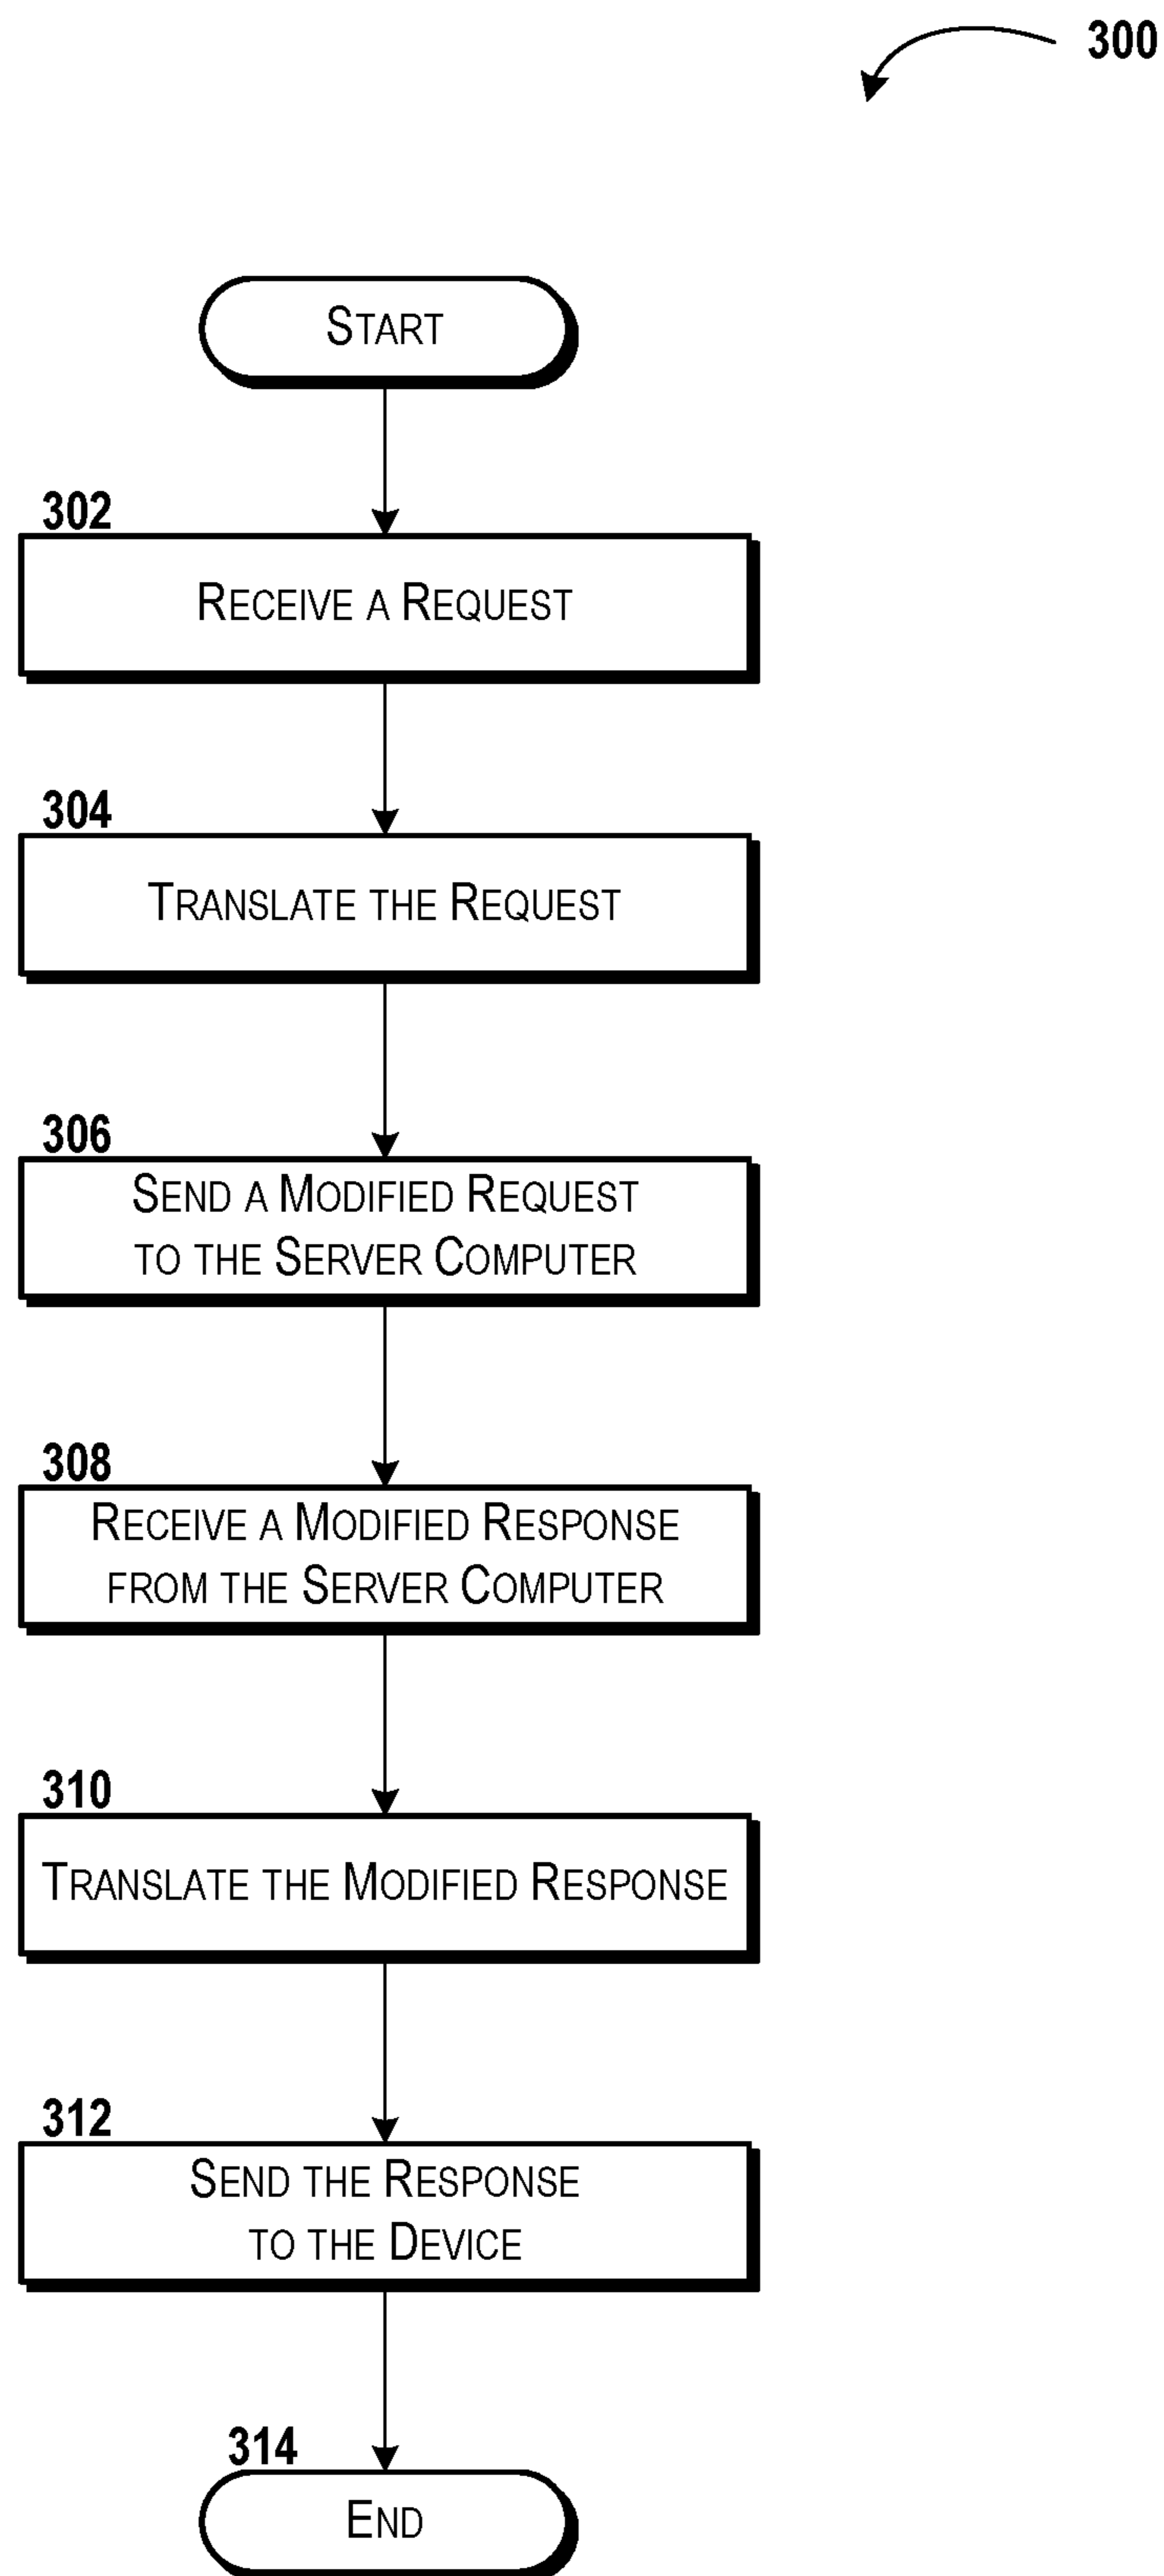 300
START
302
RECEIVE A REQUEST
304
TRANSLATE THE REQUEST
306
SEND A MODIFIED REQUEST
TO THE SERVER COMPUTER
308
RECEIVE A MODIFIED RESPONSE
FROM THE SERVER COMPUTER
310
TRANSLATE THE MODIFIED RESPONSE
312
SEND THE RESPONSE
TO THE DEVICE
314
END